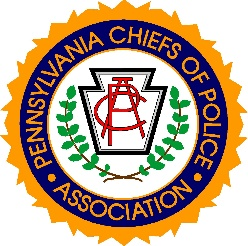 PENNSYLVANIA CHIEFS OF POLICE
ASSOCIATION